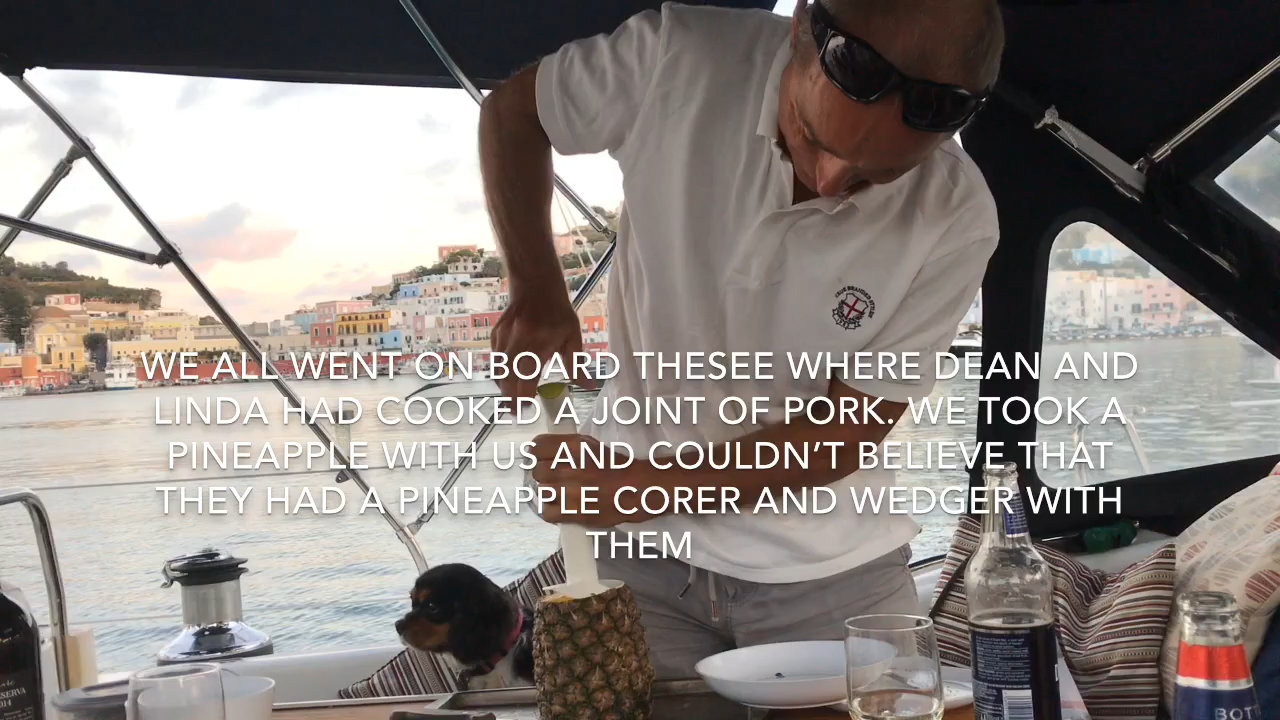 WE ALL WENT ON BOARD THESEE WHERE DEAN AND
LINDA HAD COOKED A JOINT OF PORK. WE TOOK A
PINEAPPLE WITH US AND COULDN'T BELIEVE THAT
THEY HAD A PINEAPPLE CORER AND WEDGER WITH
THEM
BOT